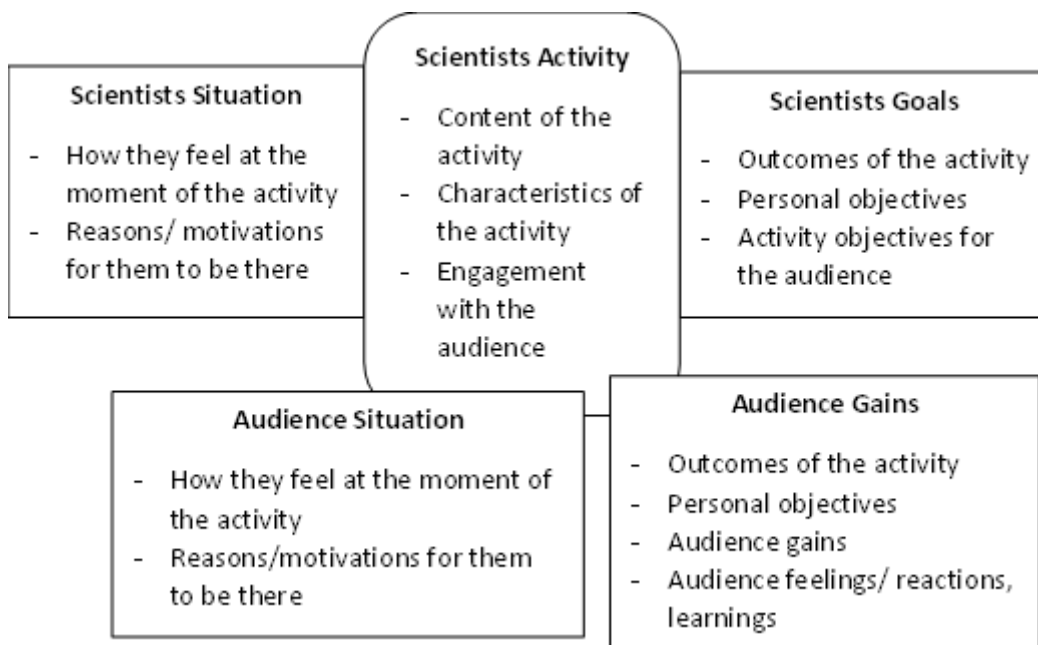 Scientists Situation
- How they feel at the
moment of the activity
- Reasons/ motivations
for them to be there
Scientists Activity
- Content of the
activity
- Characteristics of
the activity
- Engagement
with the
audience
Scientists Goals
- Outcomes of the activity
- Personal objectives
- Activity objectives for
the audience
Audience Situation
- How they feel at the moment of
the activity
- Reasons/motivations for them
to be there
Audience Gains
- Outcomes of the activity
- Personal objectives
- Audience gains
- Audience feelings/ reactions,
learnings